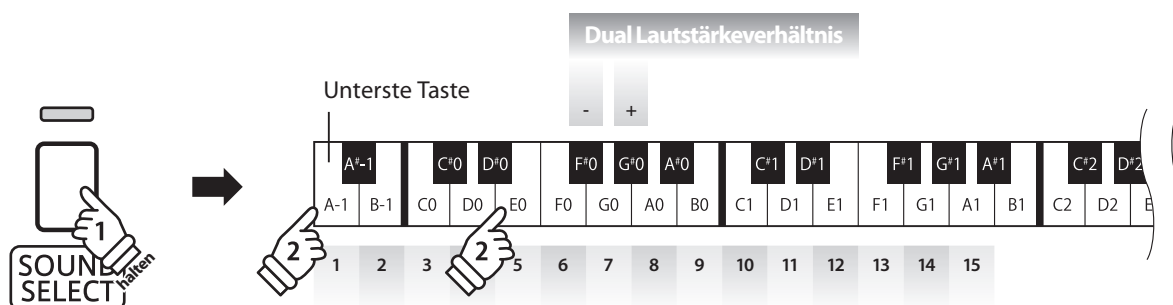 Dual Lautstärkeverhältnis
- +
Unterste Taste
A#-1 C#0 D#0 F#0 G#0 A#0 C#1 D#1 F#1 G#1 A#1 C#2 D#2
A-1 B-1 C0 D0 E0 F0 G0 A0 B0 C1 D1 E1 F1 G1 A1 B1 C2 D2 E
1
2 2
1 2 3 5 6 7 8 9 10 11 12 13 14 15
SOUND
SELECT
halten